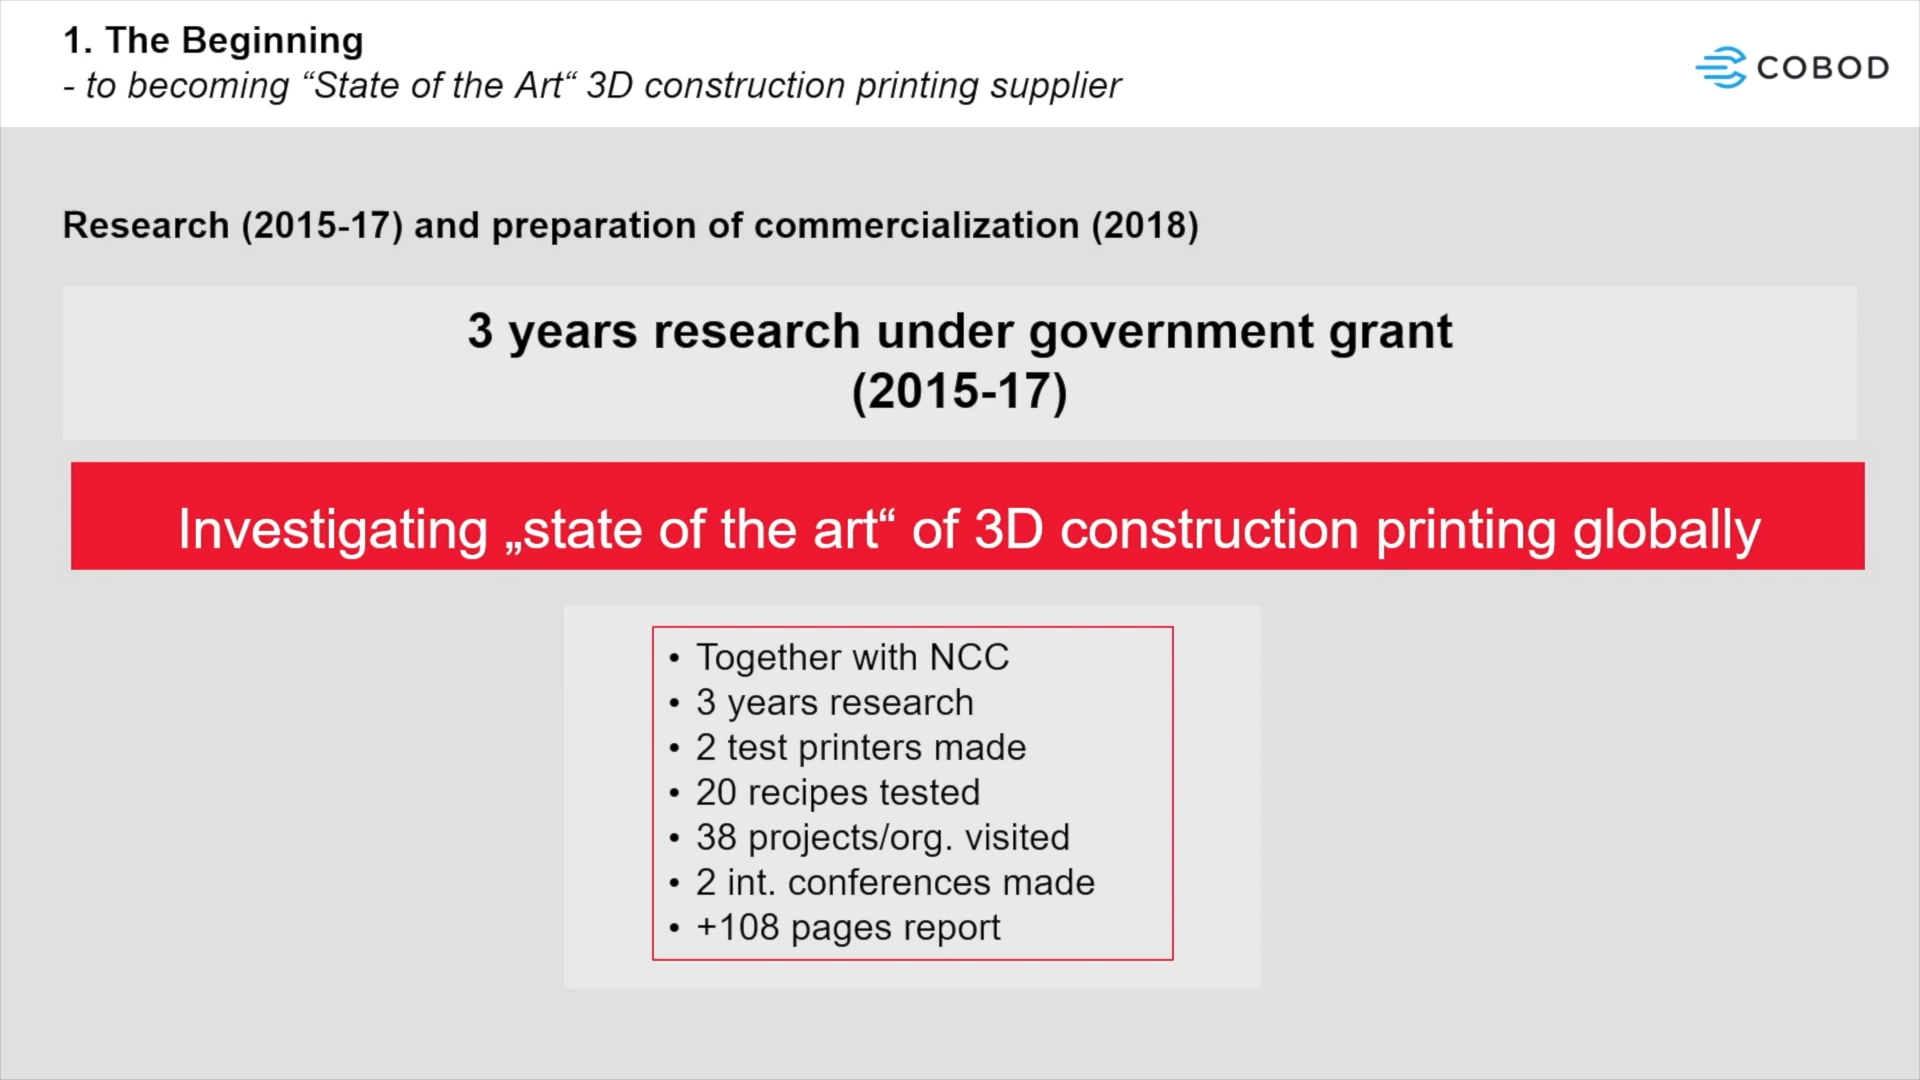 1. The Beginning
- to becoming “State of the Art“ 3D construction printing supplier
COBOD
Research (2015-17) and preparation of commercialization (2018)
3 years research under government grant
(2015-17)
Investigating „state of the art“ of 3D construction printing globally
• Together with NCC
• 3 years research
• 2 test printers made
• 20 recipes tested
• 38 projects/org. visited
• 2 int. conferences made
• +108 pages report